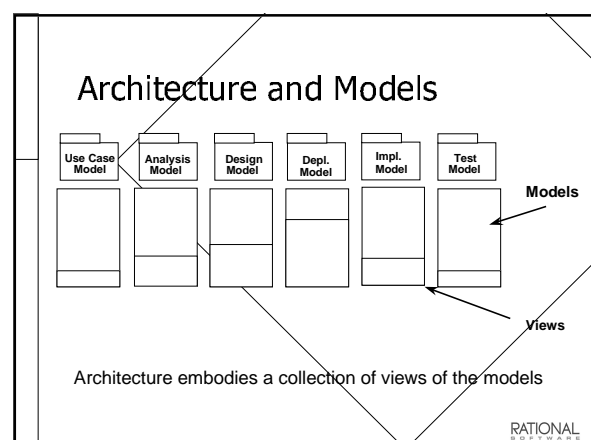 Architecture and Models
Use Case
Model
Analysis
Model
Design
Model
Depl.
Model
Impl.
Model
Test
Model
Models
Views
Architecture embodies a collection of views of the models
RATIONAL
SOFTWARE